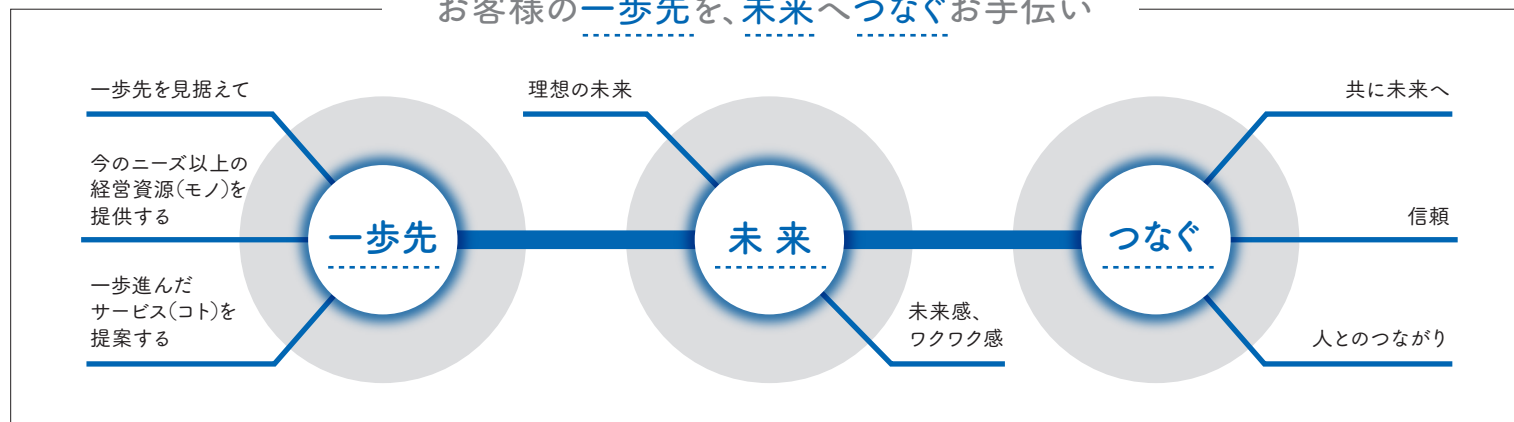 お客様の一歩先を、未来へつなぐお手伝い
一歩先を見据えて
今のニーズ以上の
経営資源(モノ)を
提供する
一歩進んだ
サービス(コト)を
提案する
一歩先
理想の未来
未来
未来感、
ワクワク感
つなぐ
共に未来へ
信頼
人とのつながり